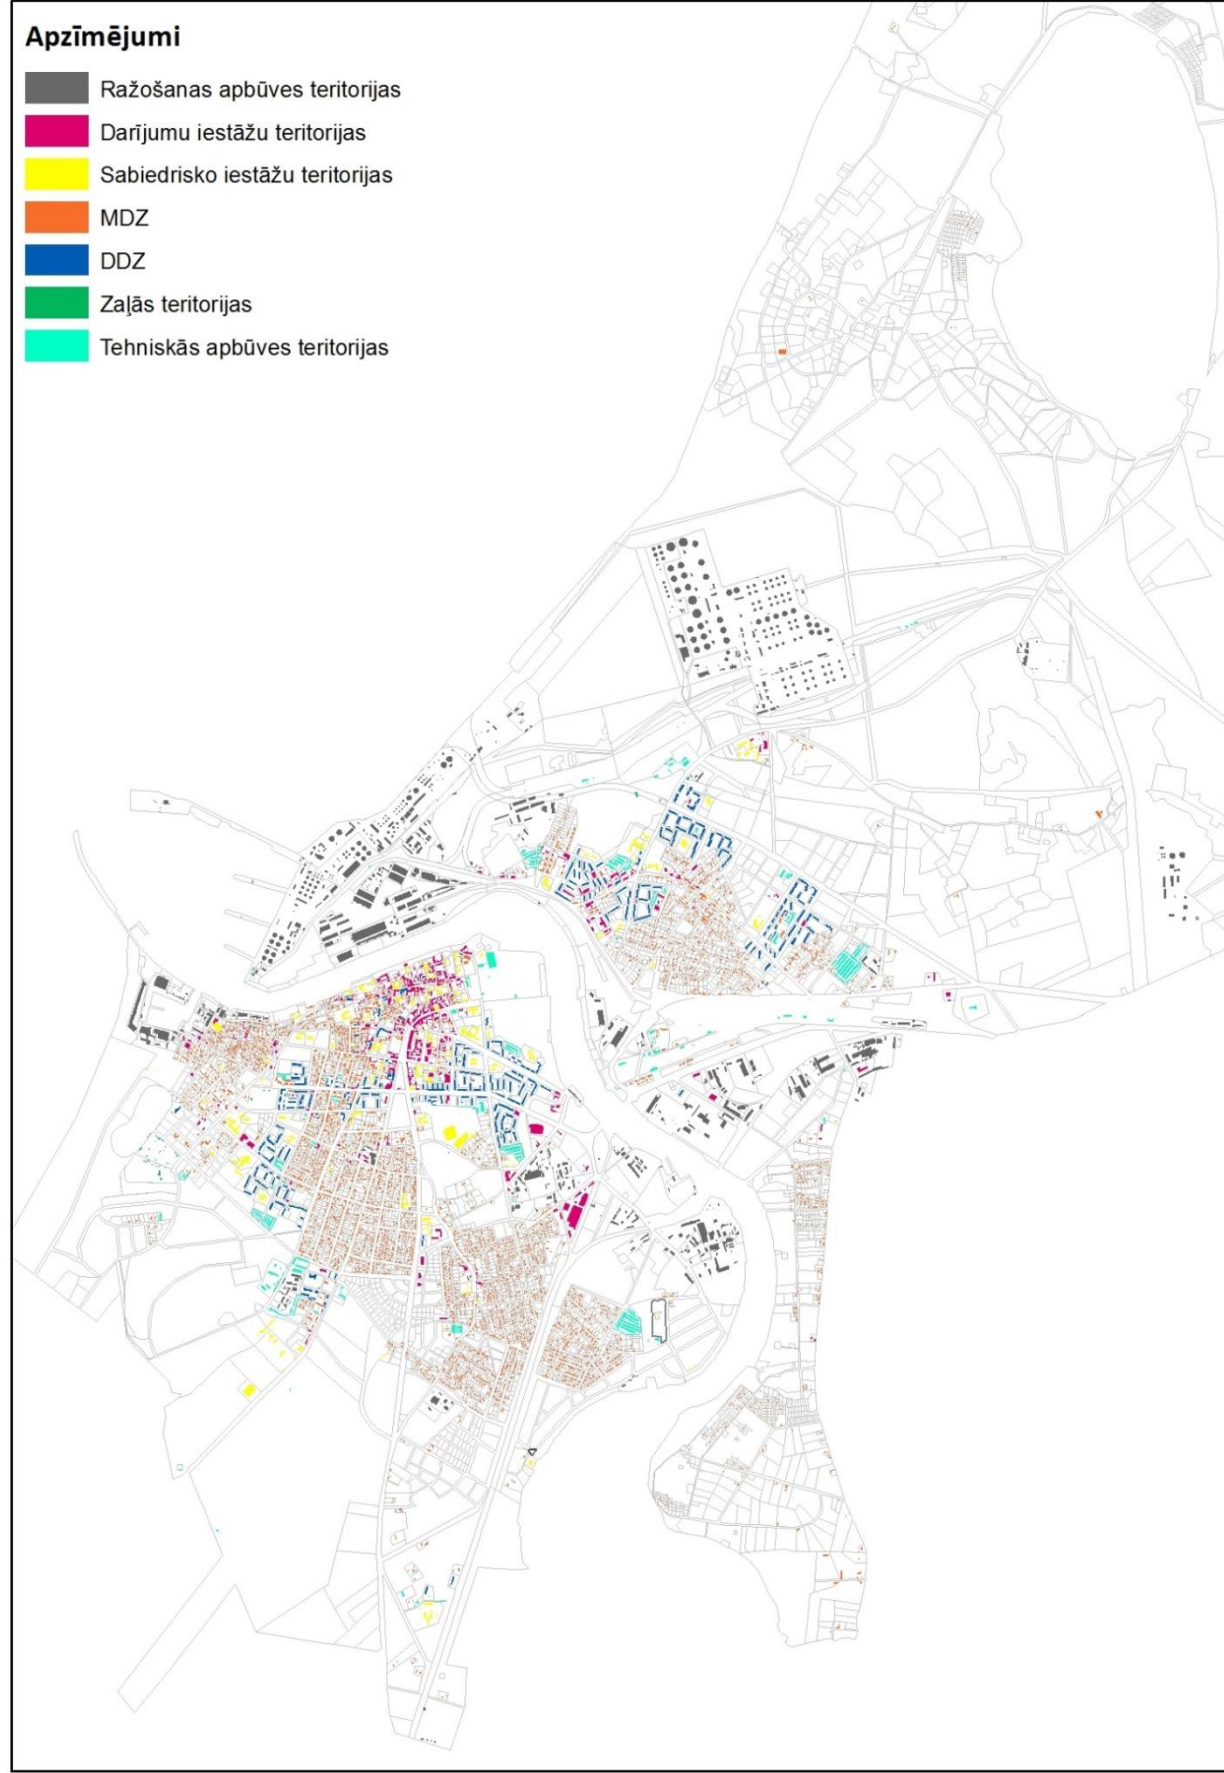 Apzīmējumi
Ražošanas apbūves teritorijas
Darījumu iestāžu teritorijas
Sabiedrisko iestāžu teritorijas
MDZ
DDZ
Zaļās teritorijas
Tehniskās apbūves teritorijas